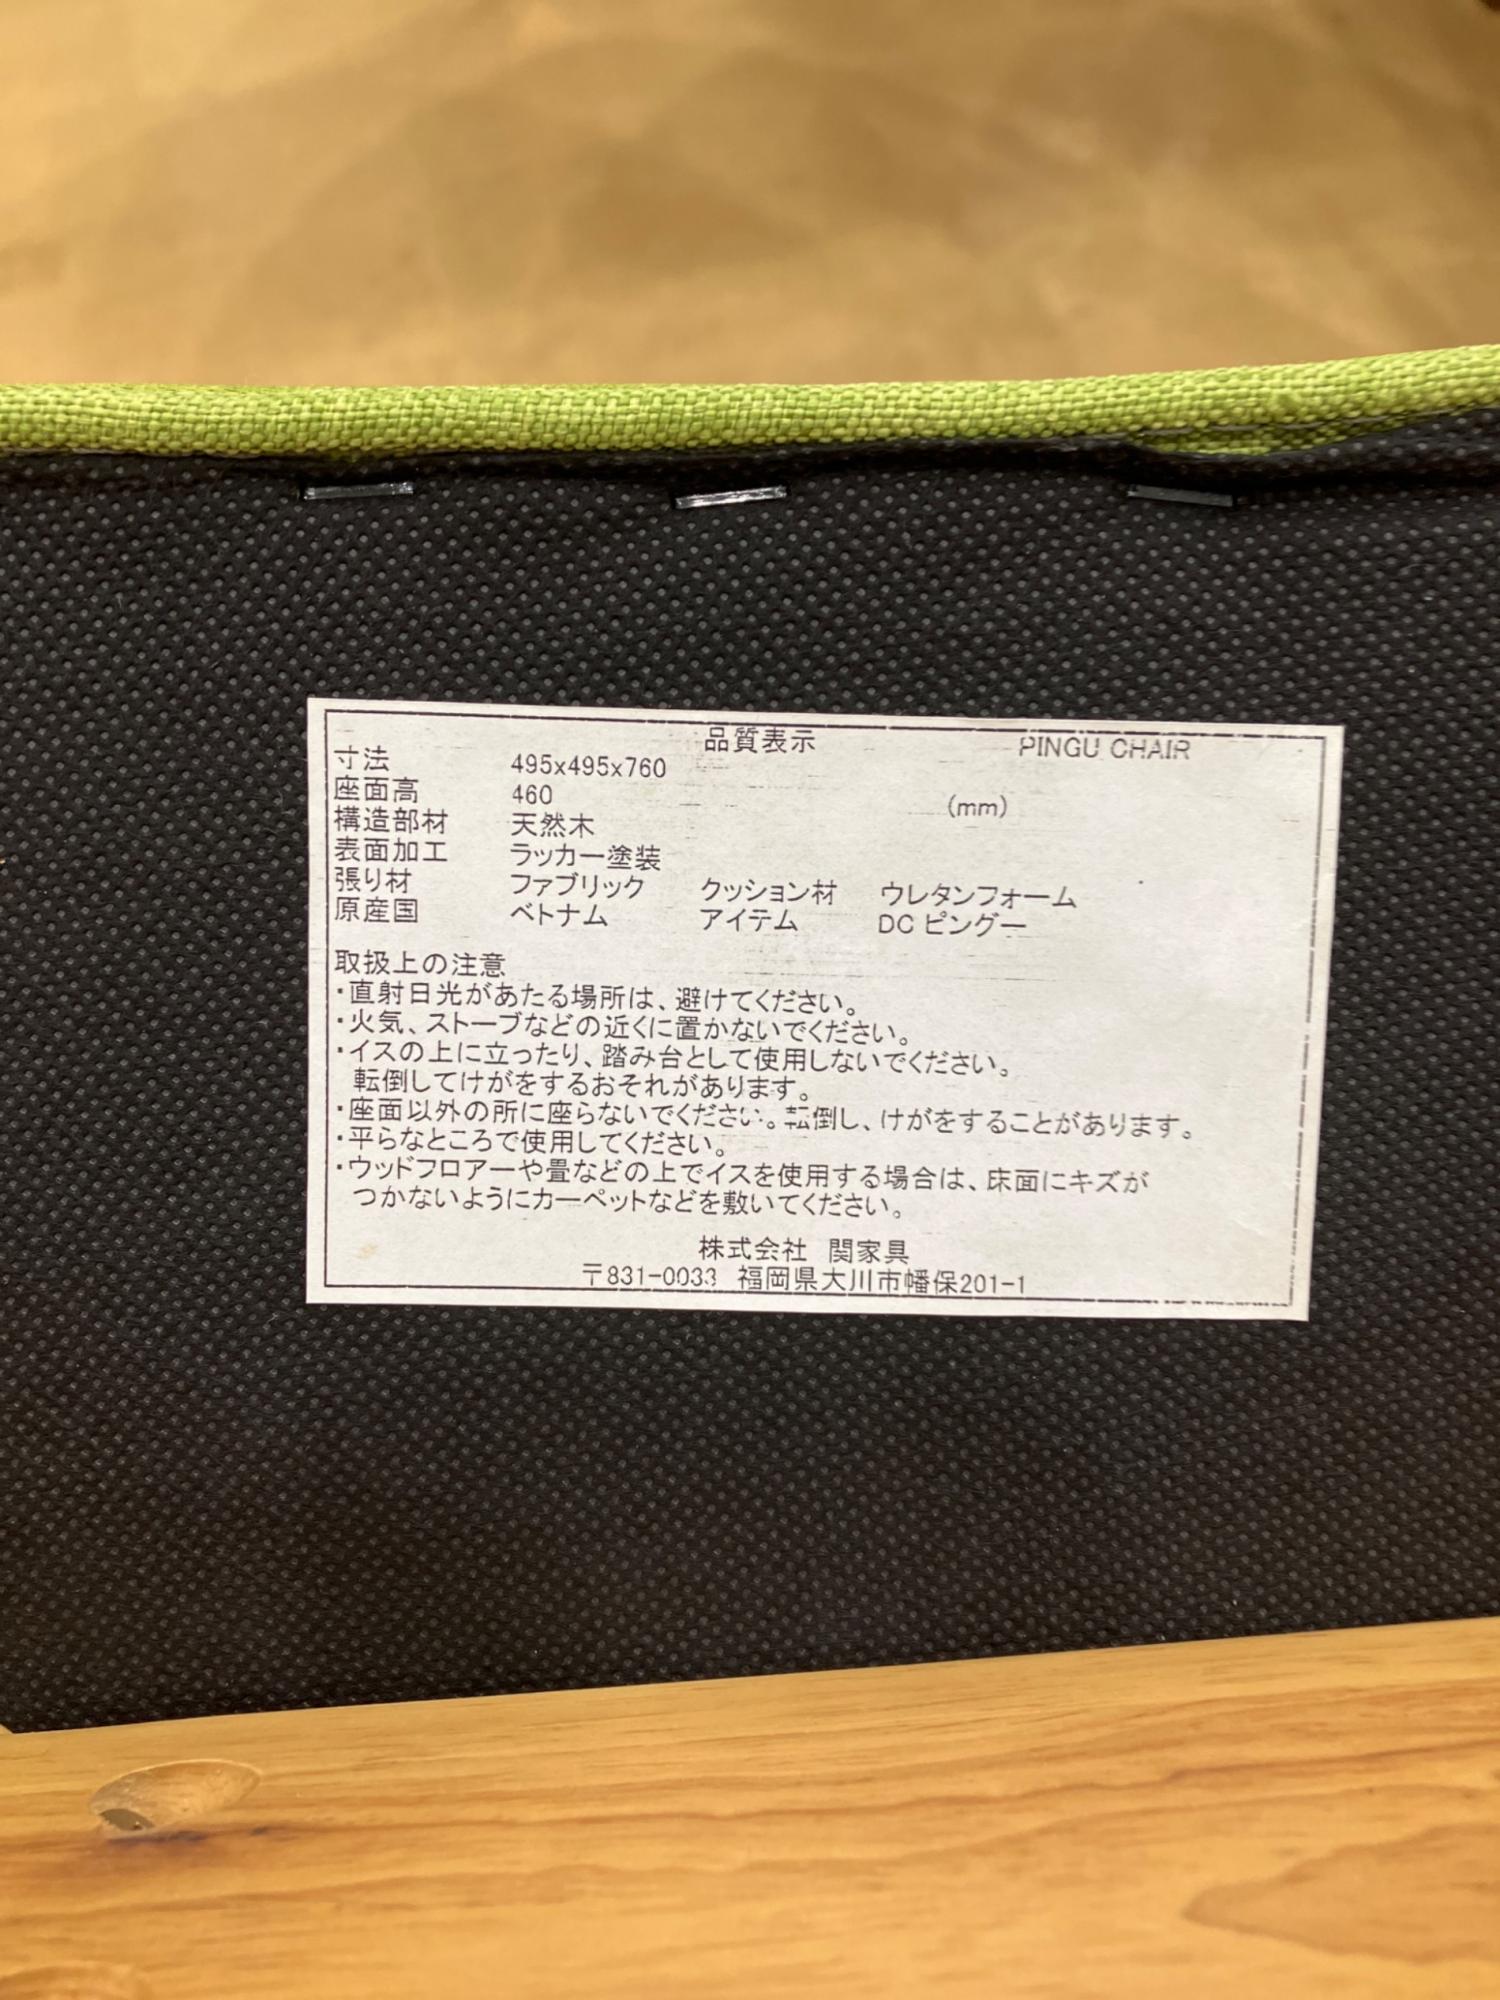 品質表示 PINGU CHAIR
寸法 495x495x760
座面高 460 (mm)
構造部材 天然木
表面加工 ラッカー塗装
張り材 ファブリック クッション材 ウレタンフォーム
原産国 ベトナム アイテム DC ピングー
取扱上の注意
・直射日光があたる場所は、避けてください。
・火気、ストーブなどの近くに置かないでください。
・イスの上に立ったり、踏み台として使用しないでください。
転倒してけがをするおそれがあります。
・座面以外の所に座らないでください。転倒し、けがをすることがあります。
・平らなところで使用してください。
・ウッドフロアーや畳などの上でイスを使用する場合は、床面にキズが
つかないようにカーペットなどを敷いてください。
株式会社 関家具
〒831-0033 福岡県大川市幡保201-1